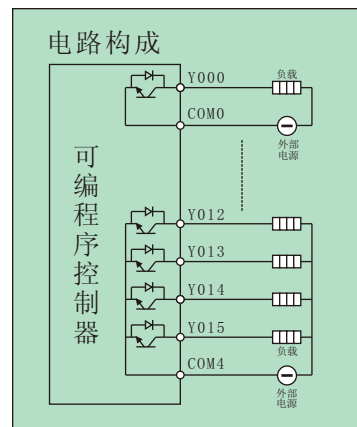 电路构成
Y000
负载
COM0
外部
电源
可编程序控制器
Y012
Y013
Y014
Y015
负载
COM4
外部
电源